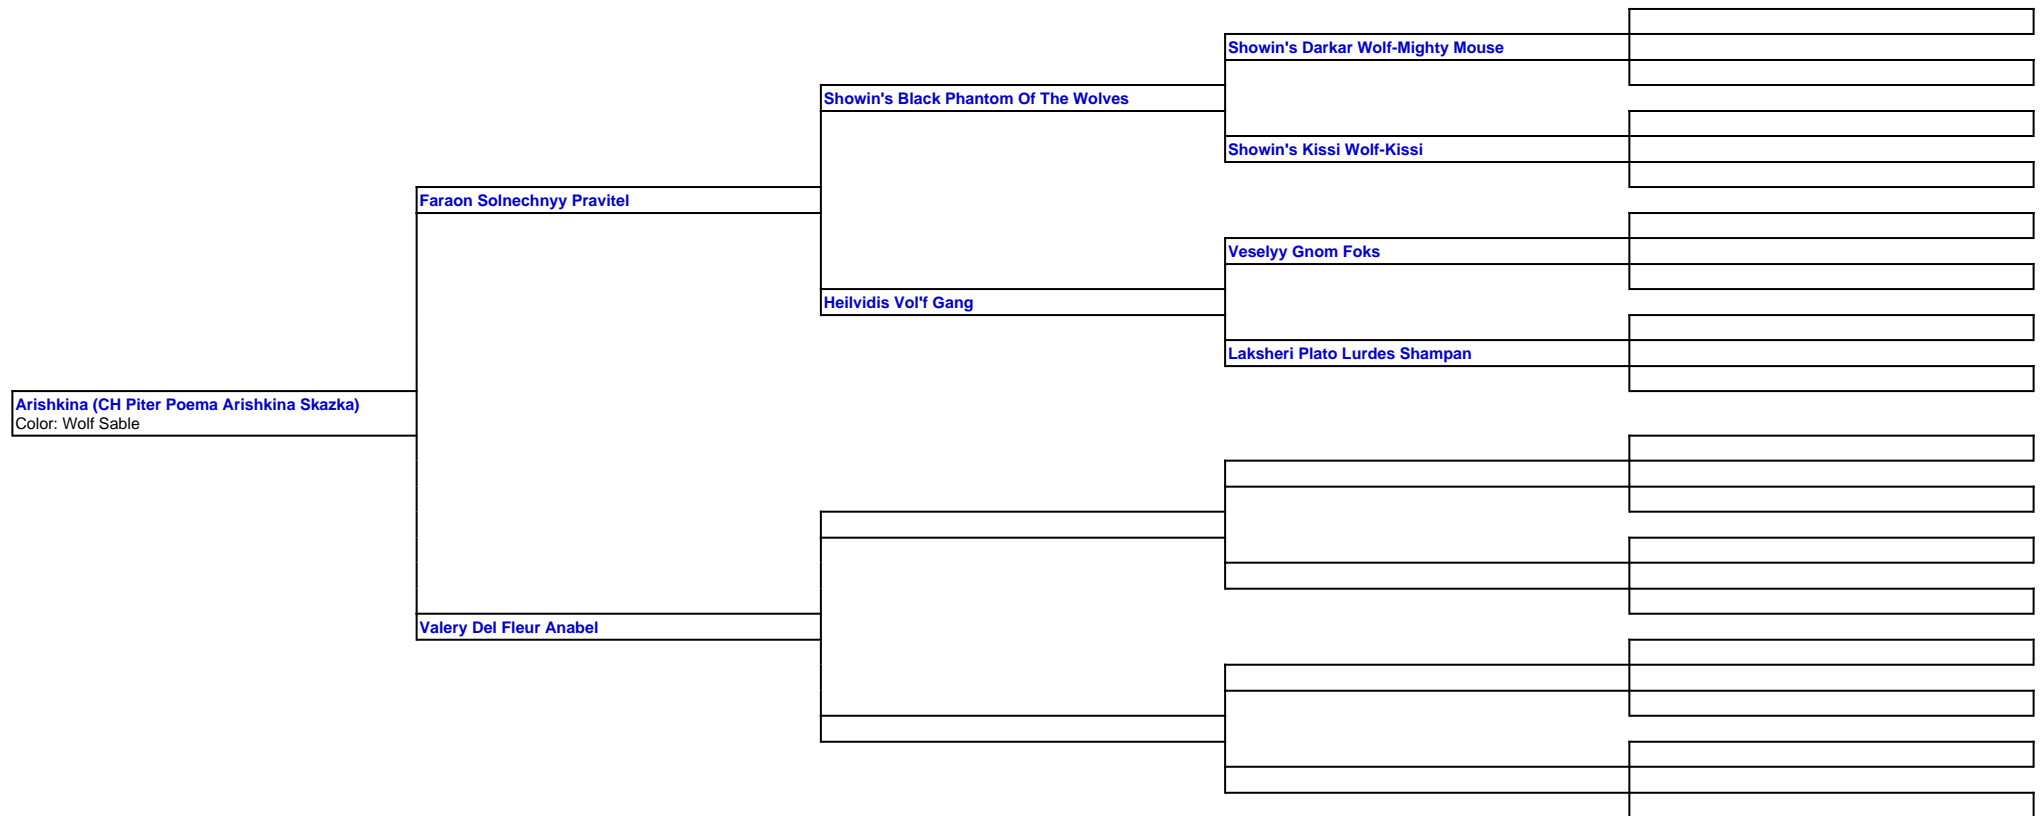 Showin's Darkar Wolf-Mighty Mouse
Showin's Black Phantom Of The Wolves
Showin's Kissi Wolf-Kissi
Faraon Solnechnyy Pravitel
Veselyy Gnom Foks
Heilvidis Vol'f Gang
Laksheri Plato Lurdes Shampan
Arishkina (CH Piter Poema Arishkina Skazka)
Color: Wolf Sable
Valery Del Fleur Anabel